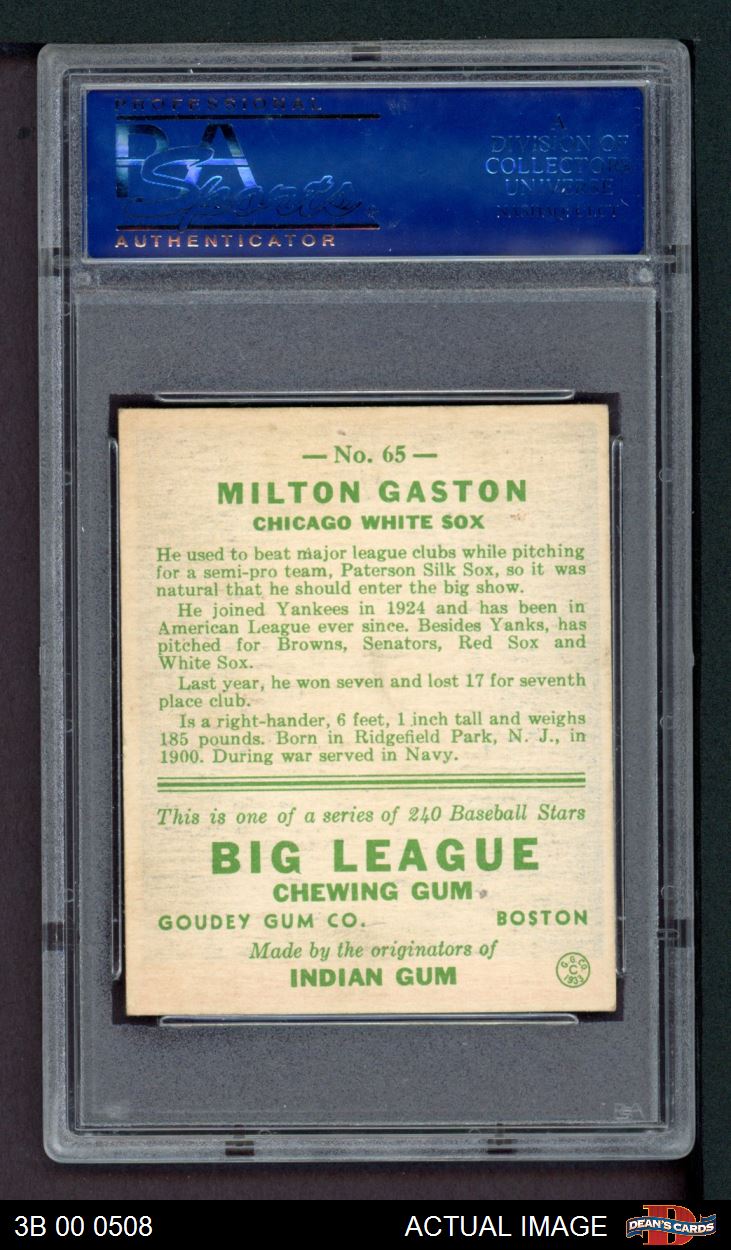 PROFESSIONAL
PSA
Sports
AUTHENTICATOR
A
DIVISION OF
COLLECTORS
UNIVERSE
NASDAQ: CLCT
— No. 65 —
MILTON GASTON
CHICAGO WHITE SOX
He used to beat major league clubs while pitching
for a semi-pro team, Paterson Silk Sox, so it was
natural that he should enter the big show.
He joined Yankees in 1924 and has been in
American League ever since. Besides Yanks, has
pitched for Browns, Senators, Red Sox and
White Sox.
Last year, he won seven and lost 17 for seventh
place club.
Is a right-hander, 6 feet, 1 inch tall and weighs
185 pounds. Born in Ridgefield Park, N. J., in
1900. During war served in Navy.
This is one of a series of 240 Baseball Stars
BIG LEAGUE
CHEWING GUM
GOUDEY GUM CO. BOSTON
Made by the originators of
INDIAN GUM
G. G. CO.
C
1933
PSA
3B 00 0508 ACTUAL IMAGE DEAN'S CARDS